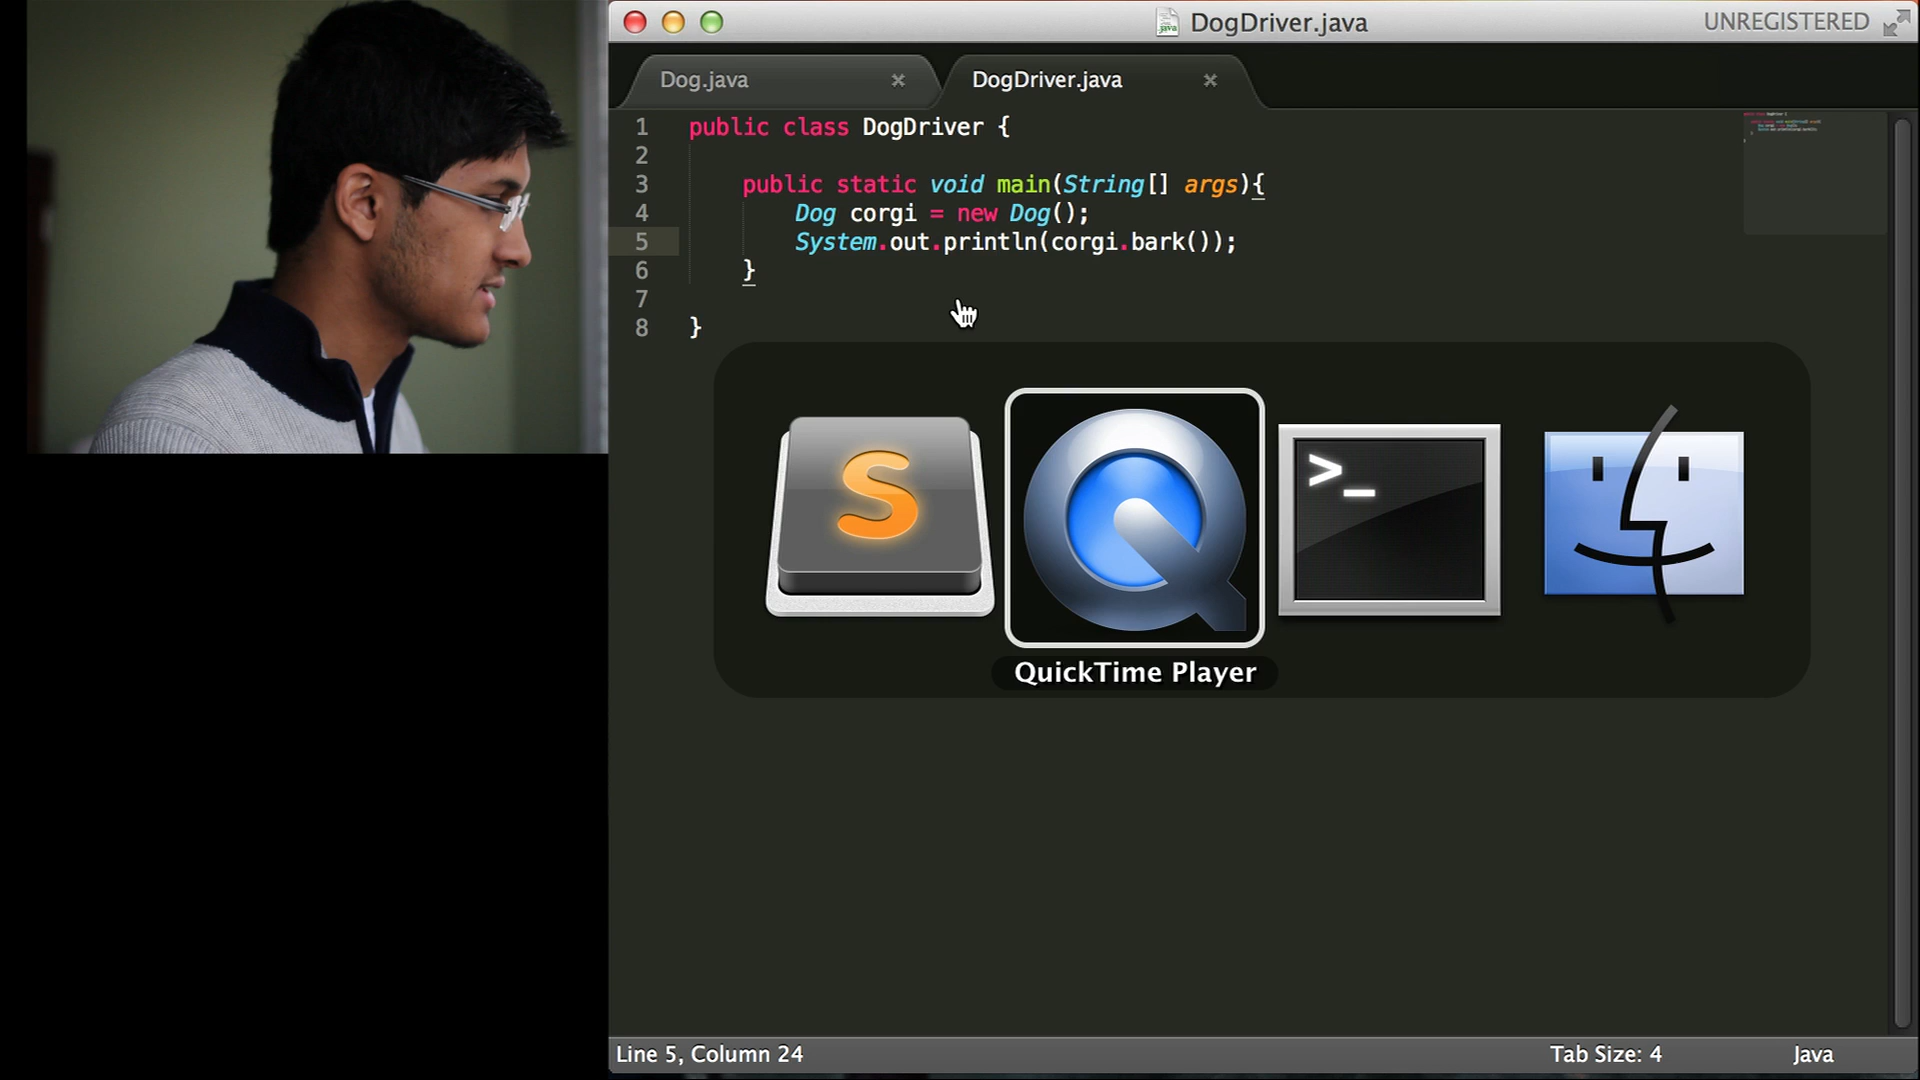 DogDriver.java
UNREGISTERED
Dog.java
DogDriver.java
1 public class DogDriver {
2
3 public static void main(String[] args){
4 Dog corgi = new Dog();
5 System.out.println(corgi.bark());
6 }
7
8 }
S
>_
QuickTime Player
Line 5, Column 24
Tab Size: 4
Java